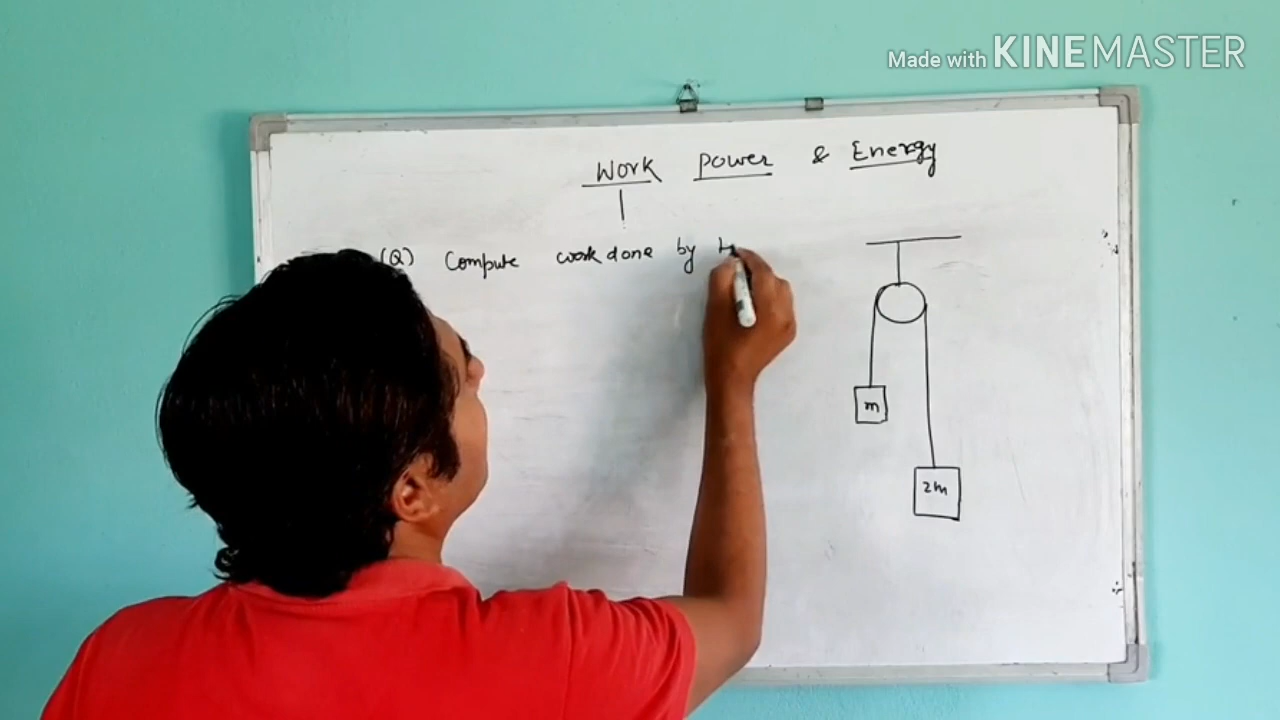 Made with KINEMASTER
Work Power & Energy
(Q) Compute work done by
m
2m